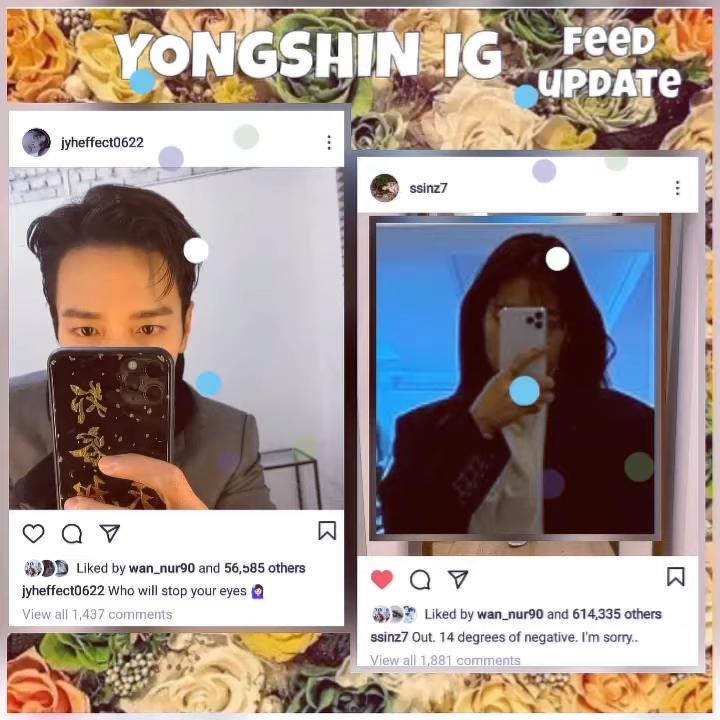 YONGSHIN IG
FEED
UPDATE
jyheffect0622
Liked by wan_nur90 and 56,585 others
jyheffect0622 Who will stop your eyes 🙆🏻‍♀️
View all 1,437 comments
ssinz7
Liked by wan_nur90 and 614,335 others
ssinz7 Out. 14 degrees of negative. I'm sorry..
View all 1,881 comments